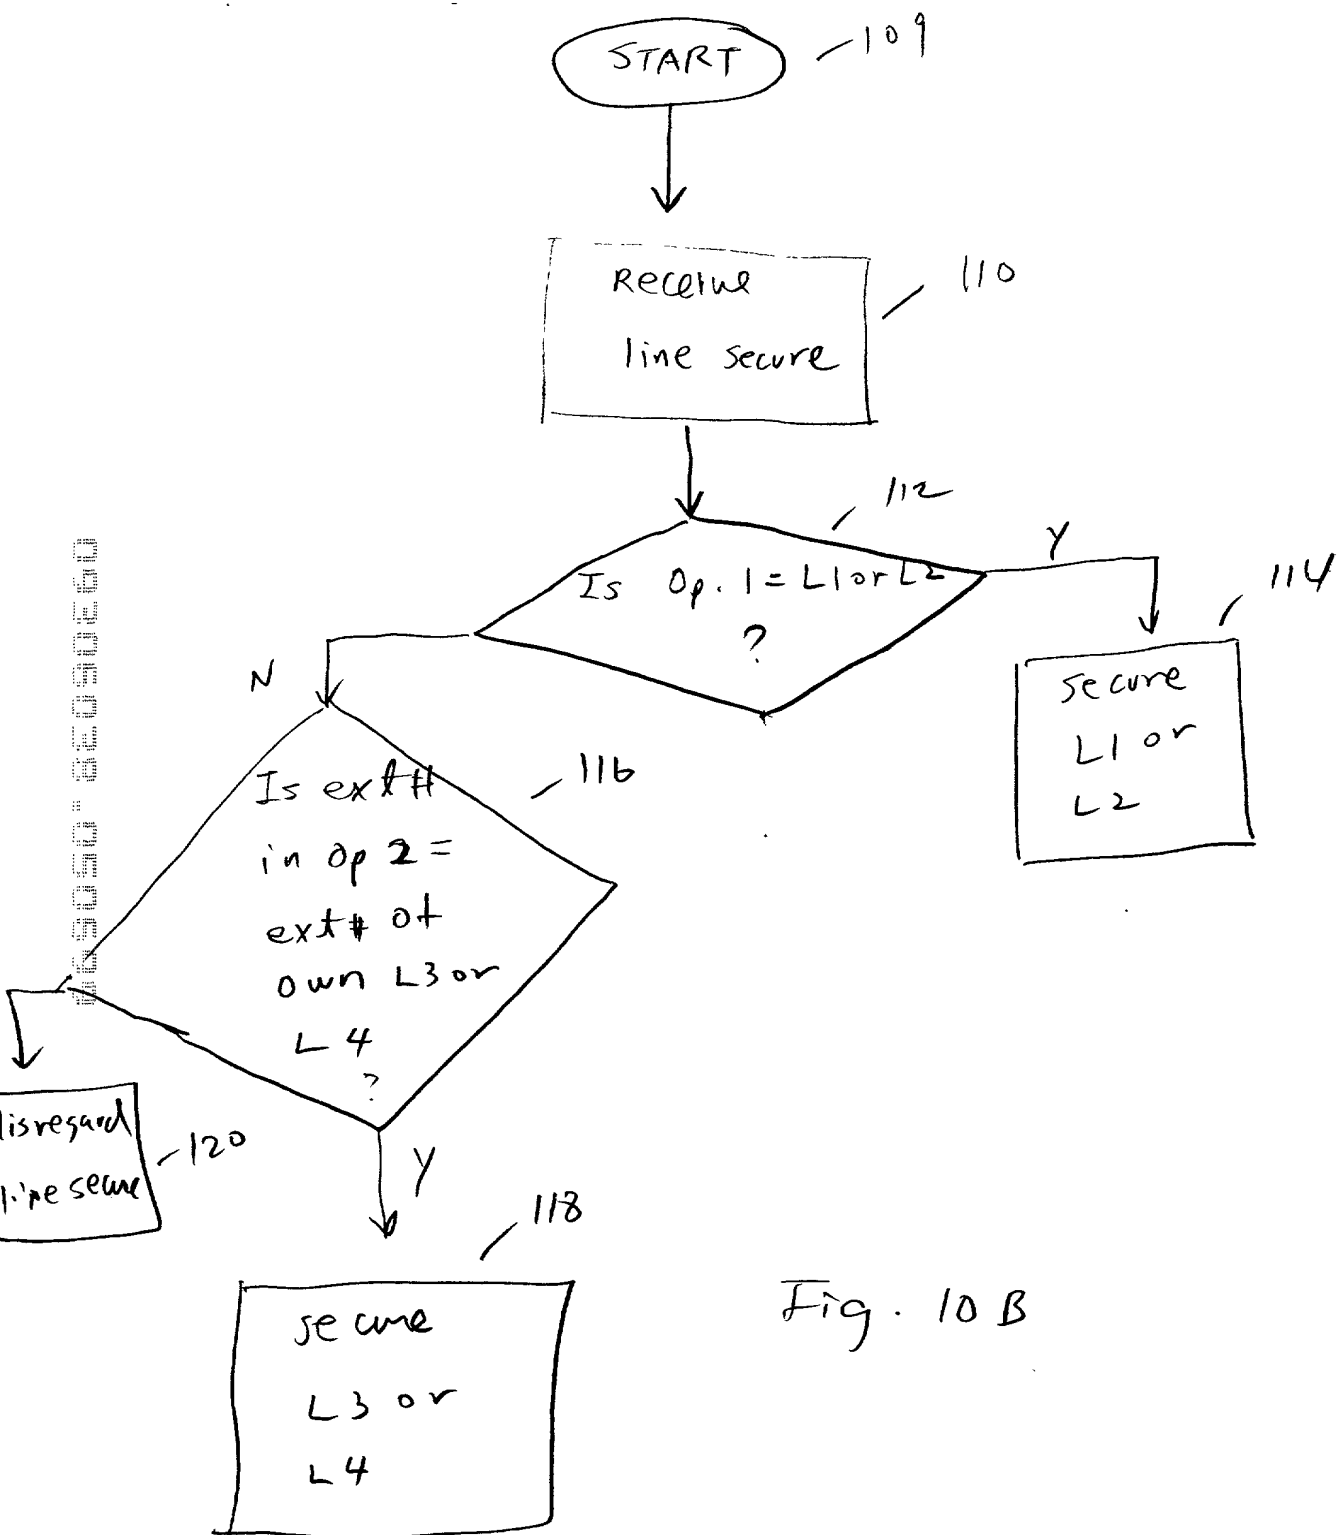 START
109
Receive
line secure
110
112
Is Op. 1 = L1 or L2
?
Y
114
secure
L1 or
L2
N
116
Is ext#
in Op 2 =
ext# of
own L3 or
L4
?
isregard
line secure
120
Y
118
secure
L3 or
L4
Fig. 10 B